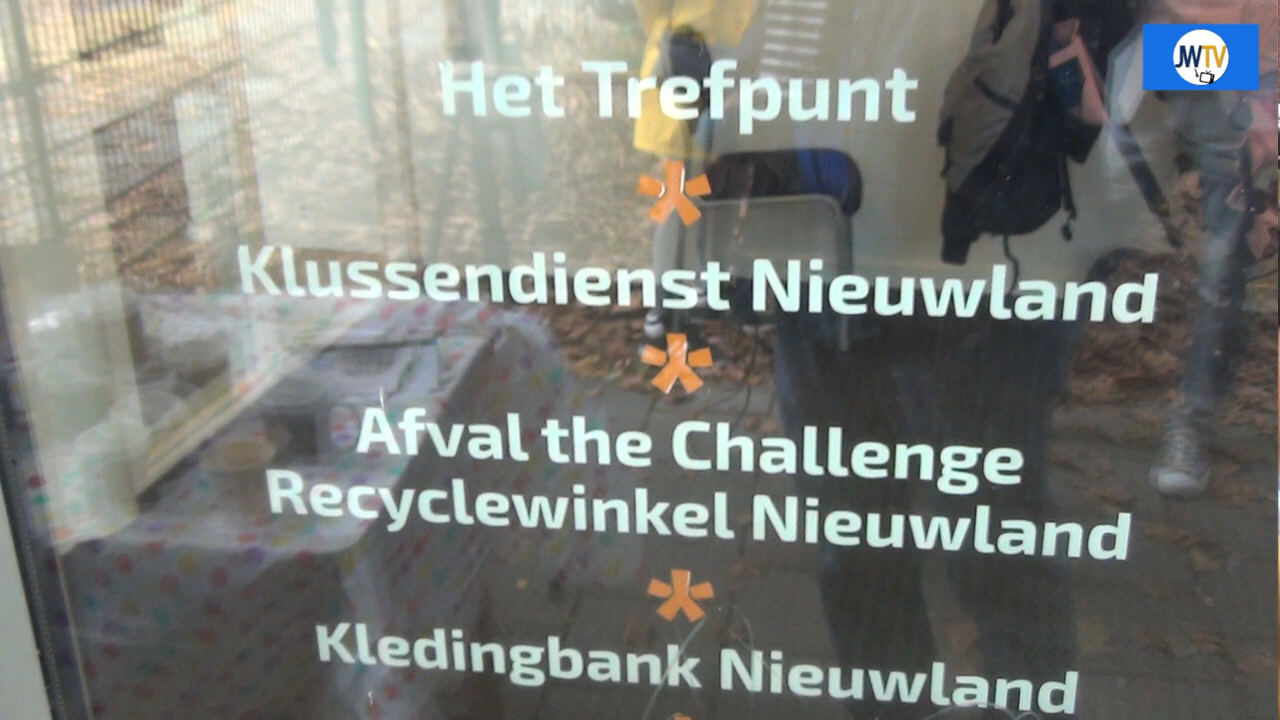 JWTV
Het Trefpunt
*
Klussendienst Nieuwland
*
Afval the Challenge
Recyclewinkel Nieuwland
*
Kledingbank Nieuwland